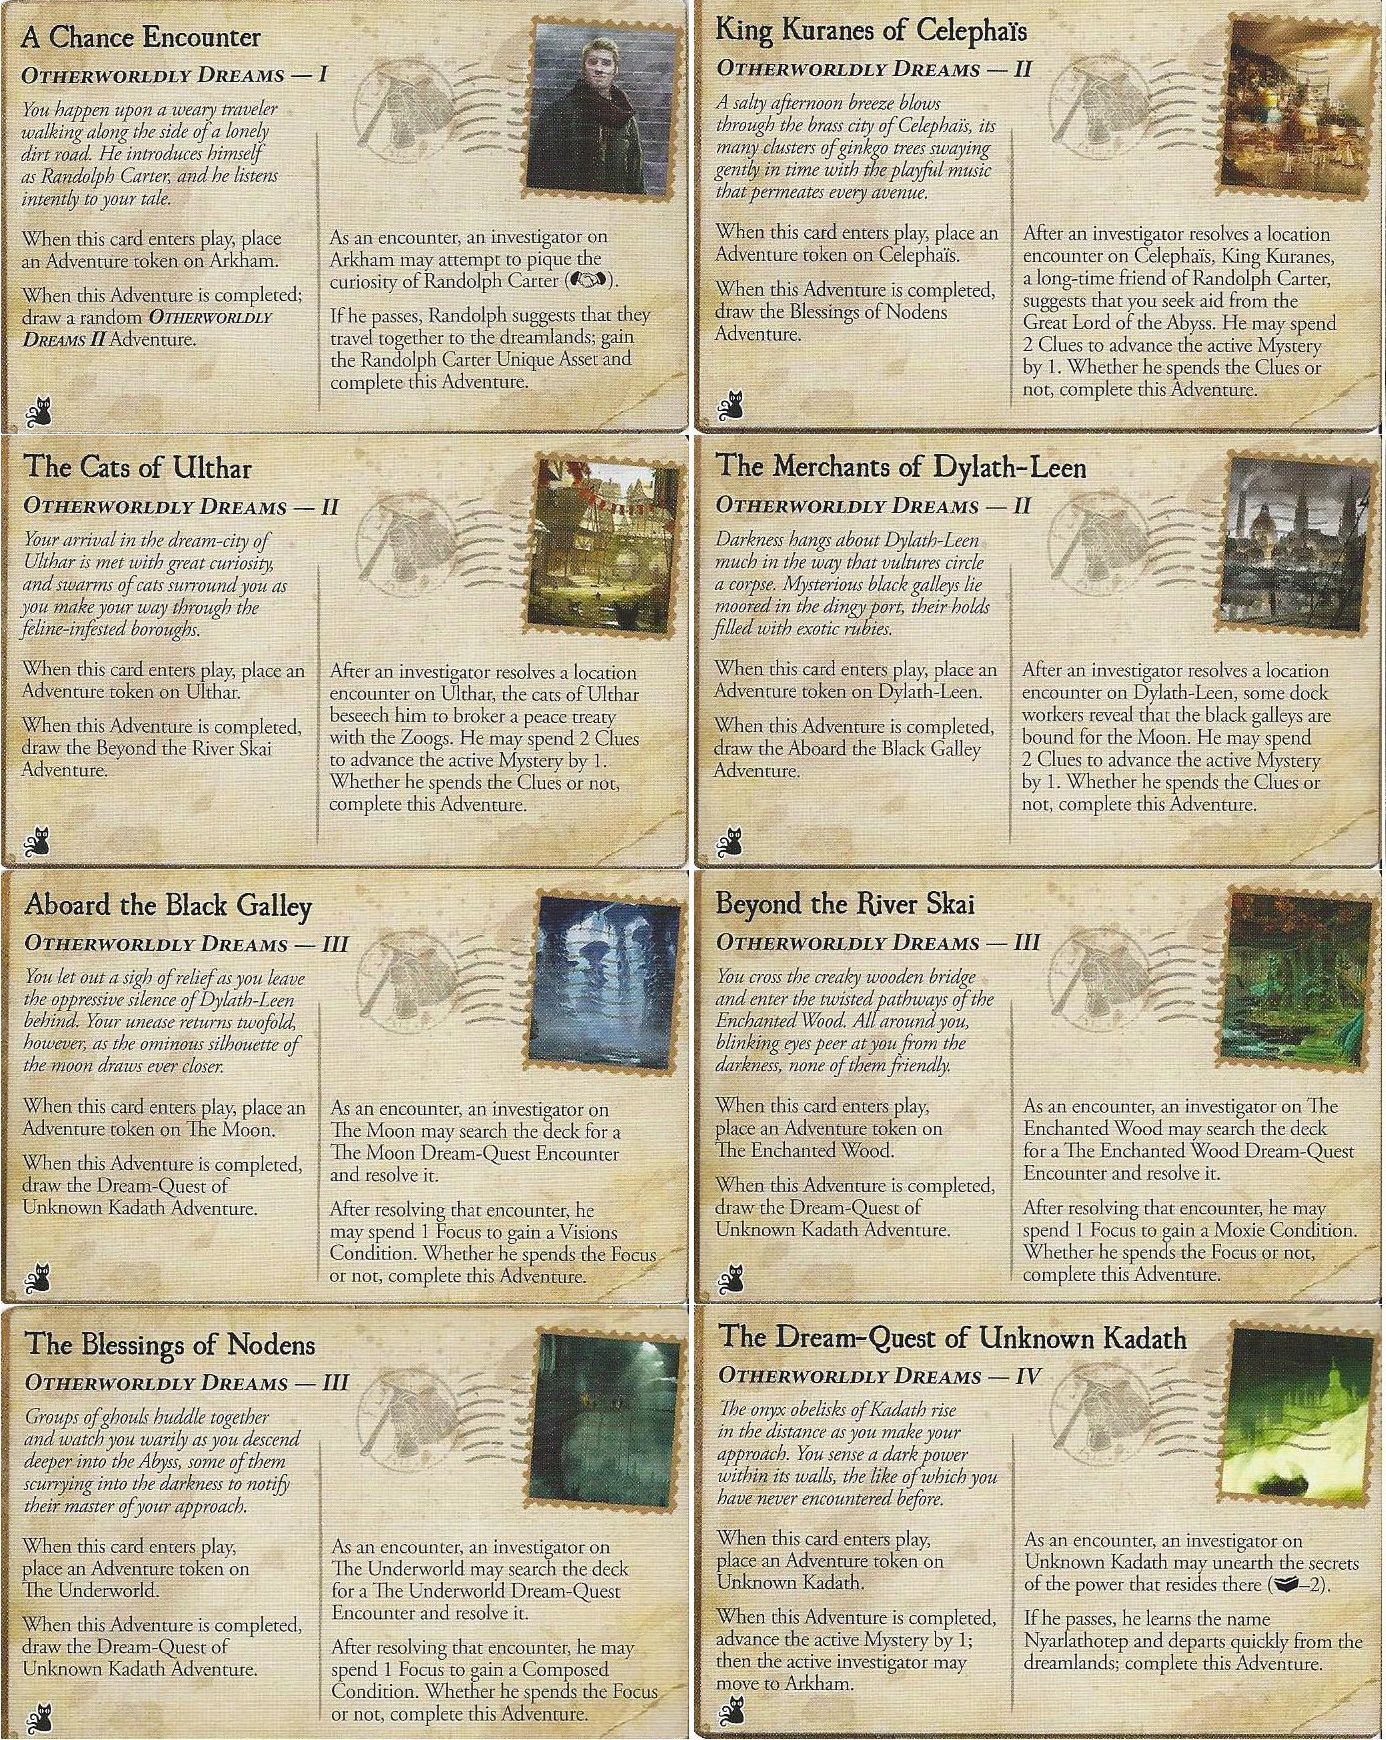 A Chance Encounter
Otherworldly Dreams — I
You happen upon a weary traveler
walking along the side of a lonely
dirt road. He introduces himself
as Randolph Carter, and he listens
intently to your tale.
When this card enters play, place
an Adventure token on Arkham.
When this Adventure is completed;
draw a random Otherworldly
Dreams II Adventure.
As an encounter, an investigator on
Arkham may attempt to pique the
curiosity of Randolph Carter ( ).
If he passes, Randolph suggests that they
travel together to the dreamlands; gain
the Randolph Carter Unique Asset and
complete this Adventure.
King Kuranes of Celephaïs
Otherworldly Dreams — II
A salty afternoon breeze blows
through the brass city of Celephaïs, its
many clusters of ginkgo trees swaying
gently in time with the playful music
that permeates every avenue.
When this card enters play, place an
Adventure token on Celephaïs.
When this Adventure is completed,
draw the Blessings of Nodens
Adventure.
After an investigator resolves a location
encounter on Celephaïs, King Kuranes,
a long-time friend of Randolph Carter,
suggests that you seek aid from the
Great Lord of the Abyss. He may spend
2 Clues to advance the active Mystery
by 1. Whether he spends the Clues or
not, complete this Adventure.
The Cats of Ulthar
Otherworldly Dreams — II
Your arrival in the dream-city of
Ulthar is met with great curiosity,
and swarms of cats surround you as
you make your way through the
feline-infested boroughs.
When this card enters play, place an
Adventure token on Ulthar.
When this Adventure is completed,
draw the Beyond the River Skai
Adventure.
After an investigator resolves a location
encounter on Ulthar, the cats of Ulthar
beseech him to broker a peace treaty
with the Zoogs. He may spend 2 Clues
to advance the active Mystery by 1.
Whether he spends the Clues or not,
complete this Adventure.
The Merchants of Dylath-Leen
Otherworldly Dreams — II
Darkness hangs about Dylath-Leen
much in the way that vultures circle
a corpse. Mysterious black galleys lie
moored in the dingy port, their holds
filled with exotic rubies.
When this card enters play, place an
Adventure token on Dylath-Leen.
When this Adventure is completed,
draw the Aboard the Black Galley
Adventure.
After an investigator resolves a location
encounter on Dylath-Leen, some dock
workers reveal that the black galleys are
bound for the Moon. He may spend
2 Clues to advance the active Mystery
by 1. Whether he spends the Clues or
not, complete this Adventure.
Aboard the Black Galley
Otherworldly Dreams — III
You let out a sigh of relief as you leave
the oppressive silence of Dylath-Leen
behind. Your unease returns twofold,
however, as the ominous silhouette of
the moon draws ever closer.
When this card enters play, place an
Adventure token on The Moon.
When this Adventure is completed,
draw the Dream-Quest of
Unknown Kadath Adventure.
As an encounter, an investigator on
The Moon may search the deck for a
The Moon Dream-Quest Encounter
and resolve it.
After resolving that encounter, he
may spend 1 Focus to gain a Visions
Condition. Whether he spends the Focus
or not, complete this Adventure.
Beyond the River Skai
Otherworldly Dreams — III
You cross the creaky wooden bridge
and enter the twisted pathways of the
Enchanted Wood. All around you,
blinking eyes peer at you from the
darkness, none of them friendly.
When this card enters play,
place an Adventure token on
The Enchanted Wood.
When this Adventure is completed,
draw the Dream-Quest of
Unknown Kadath Adventure.
As an encounter, an investigator on The
Enchanted Wood may search the deck
for a The Enchanted Wood Dream-Quest
Encounter and resolve it.
After resolving that encounter, he may
spend 1 Focus to gain a Moxie Condition.
Whether he spends the Focus or not,
complete this Adventure.
The Blessings of Nodens
Otherworldly Dreams — III
Groups of ghouls huddle together
and watch you warily as you descend
deeper into the Abyss, some of them
scurrying into the darkness to notify
their master of your approach.
When this card enters play,
place an Adventure token on
The Underworld.
When this Adventure is completed,
draw the Dream-Quest of
Unknown Kadath Adventure.
As an encounter, an investigator on
The Underworld may search the deck
for a The Underworld Dream-Quest
Encounter and resolve it.
After resolving that encounter, he may
spend 1 Focus to gain a Composed
Condition. Whether he spends the Focus
or not, complete this Adventure.
The Dream-Quest of Unknown Kadath
Otherworldly Dreams — IV
The onyx obelisks of Kadath rise
in the distance as you make your
approach. You sense a dark power
within its walls, the like of which you
have never encountered before.
When this card enters play,
place an Adventure token on
Unknown Kadath.
When this Adventure is completed,
advance the active Mystery by 1;
then the active investigator may
move to Arkham.
As an encounter, an investigator on
Unknown Kadath may unearth the secrets
of the power that resides there ( –2).
If he passes, he learns the name
Nyarlathotep and departs quickly from the
dreamlands; complete this Adventure.